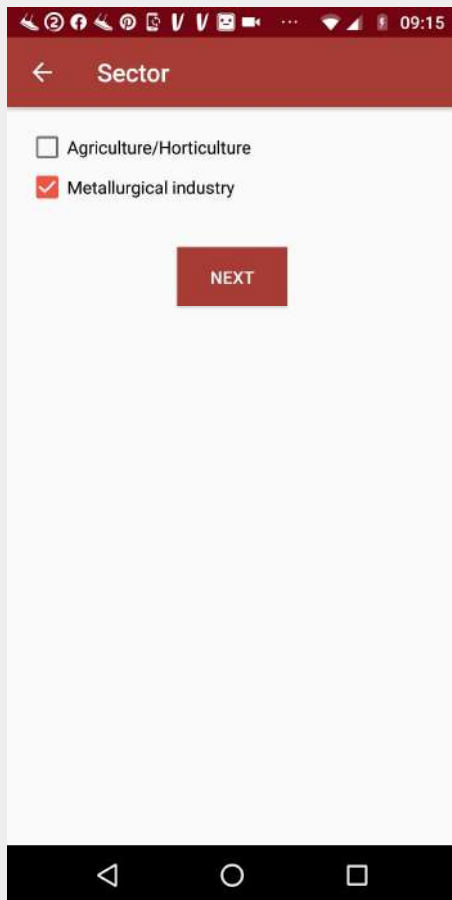 09:15
Sector
Agriculture/Horticulture
Metallurgical industry
NEXT